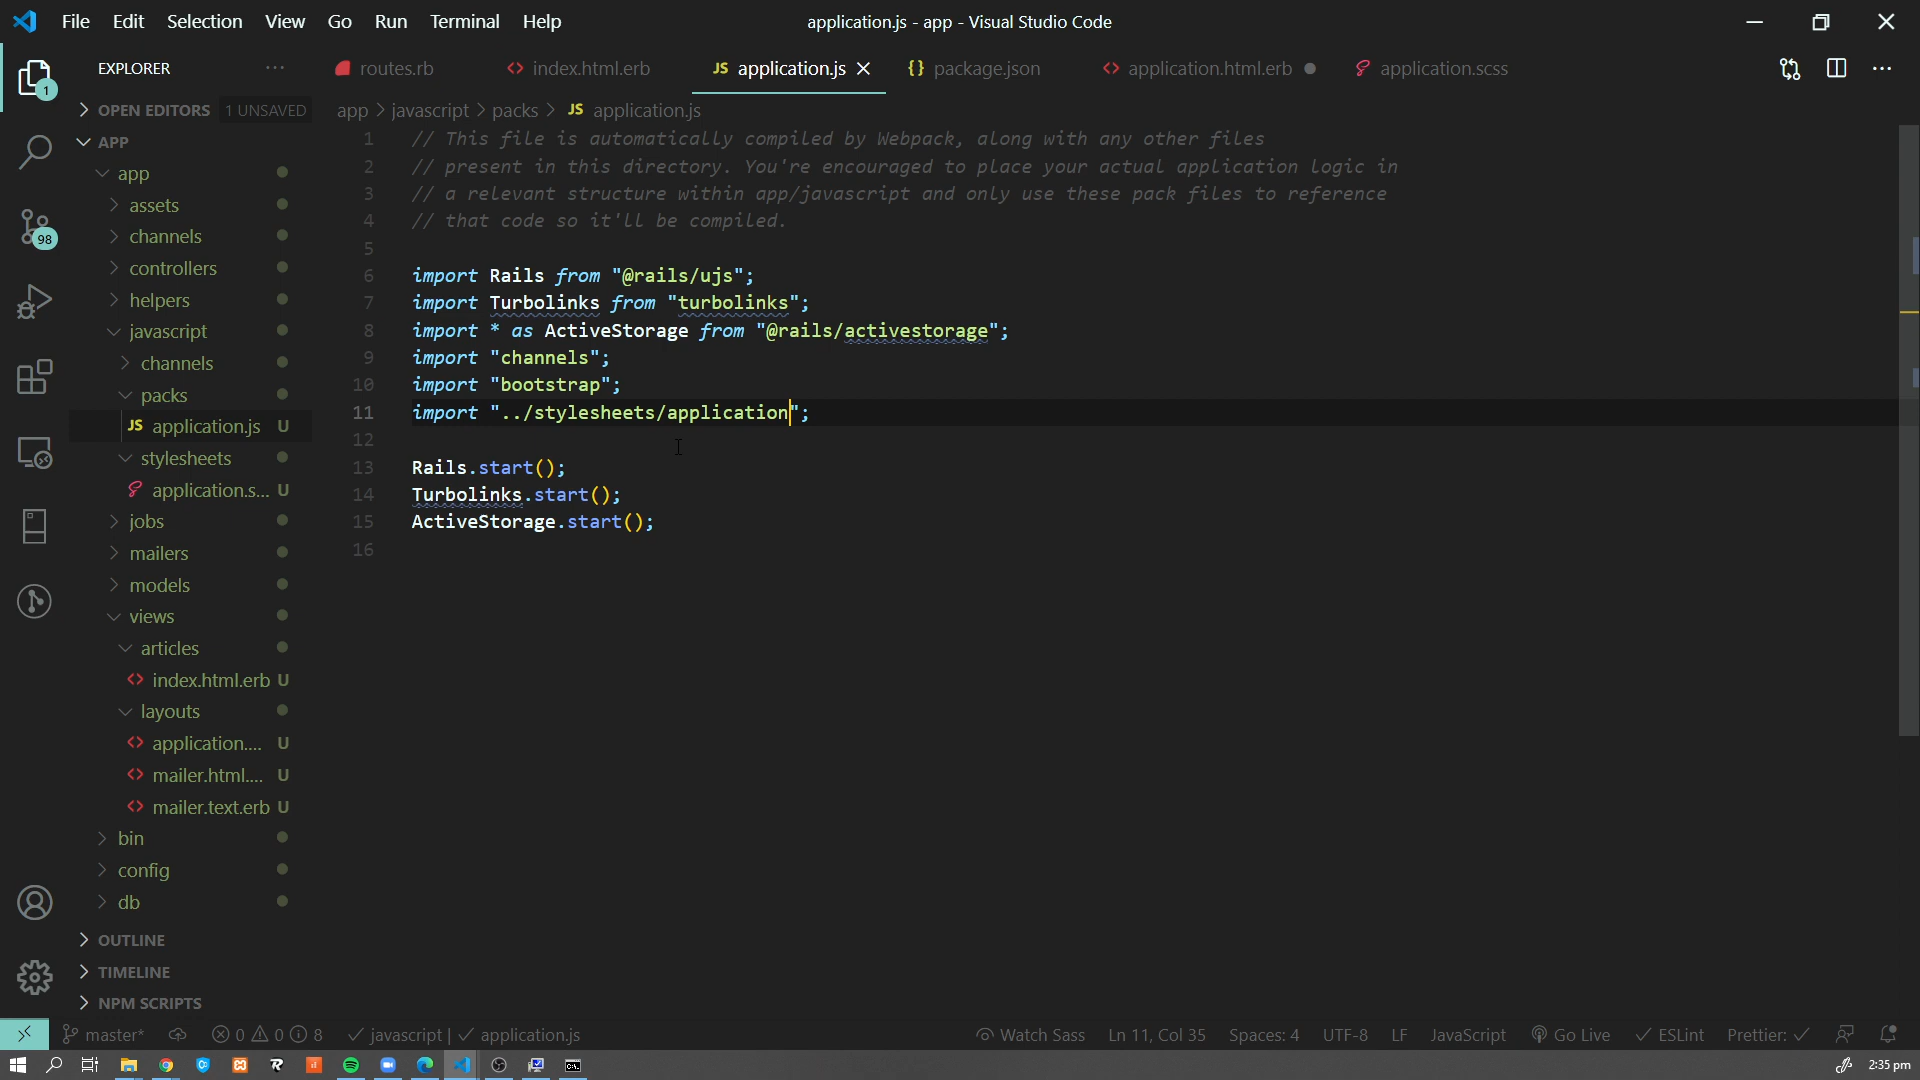 File Edit Selection View Go Run Terminal Help
application.js - app - Visual Studio Code
EXPLORER
routes.rb
index.html.erb
JS application.js
{} package.json
application.html.erb
application.scss
1
OPEN EDITORS 1 UNSAVED
app > javascript > packs > JS application.js
APP
app
assets
channels
controllers
helpers
javascript
channels
packs
JS application.js U
stylesheets
application.s... U
jobs
mailers
models
views
articles
index.html.erb U
layouts
application.... U
mailer.html.... U
mailer.text.erb U
bin
config
db
OUTLINE
TIMELINE
NPM SCRIPTS
98
1 // This file is automatically compiled by Webpack, along with any other files
2 // present in this directory. You're encouraged to place your actual application logic in
3 // a relevant structure within app/javascript and only use these pack files to reference
4 // that code so it'll be compiled.
5
6 import Rails from "@rails/ujs";
7 import Turbolinks from "turbolinks";
8 import * as ActiveStorage from "@rails/activestorage";
9 import "channels";
10 import "bootstrap";
11 import "../stylesheets/application";
12
13 Rails.start();
14 Turbolinks.start();
15 ActiveStorage.start();
16
master* 0 0 8 javascript | application.js
Watch Sass Ln 11, Col 35 Spaces: 4 UTF-8 LF JavaScript Go Live ESLint Prettier:
2:35 pm